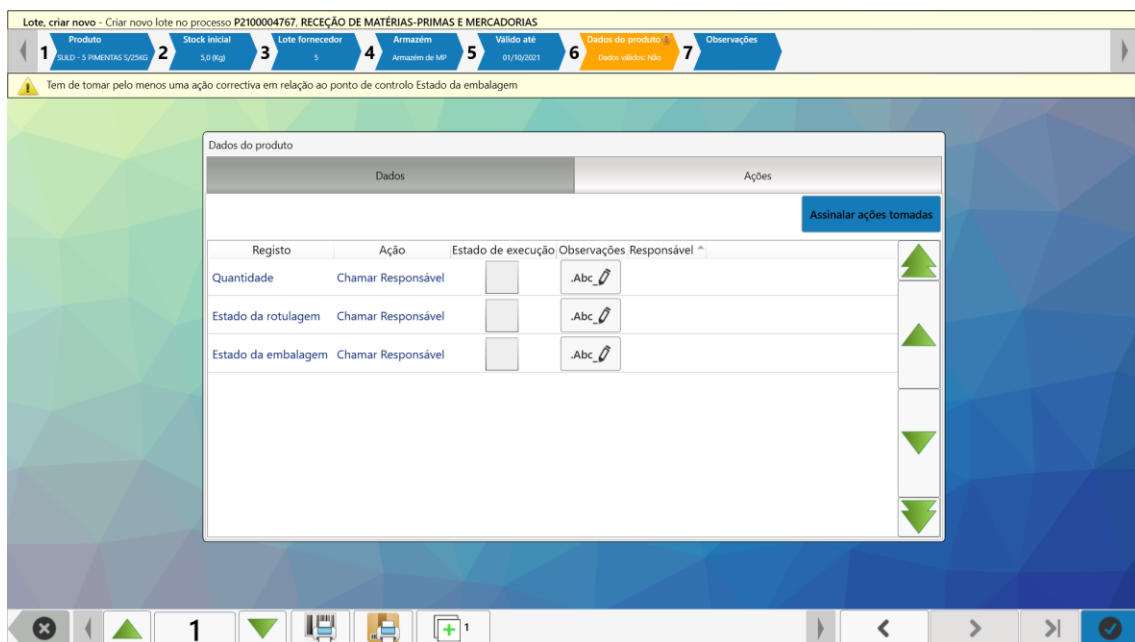 Lote, criar novo - Criar novo lote no processo P2100004767, RECEÇÃO DE MATÉRIAS-PRIMAS E MERCADORIAS
1 Produto SULD - 5 PIMENTAS S/25KG
2 Stock inicial 5,0 (Kg)
3 Lote fornecedor 5
4 Armazém Armazém de MP
5 Válido até 01/10/2021
6 Dados do produto Dados válidos: Não
7 Observações
Tem de tomar pelo menos uma ação correctiva em relação ao ponto de controlo Estado da embalagem
Dados do produto
Dados Ações
Assinalar ações tomadas
Registo Ação Estado de execução Observações Responsável
Quantidade Chamar Responsável .Abc_
Estado da rotulagem Chamar Responsável .Abc_
Estado da embalagem Chamar Responsável .Abc_
1 1